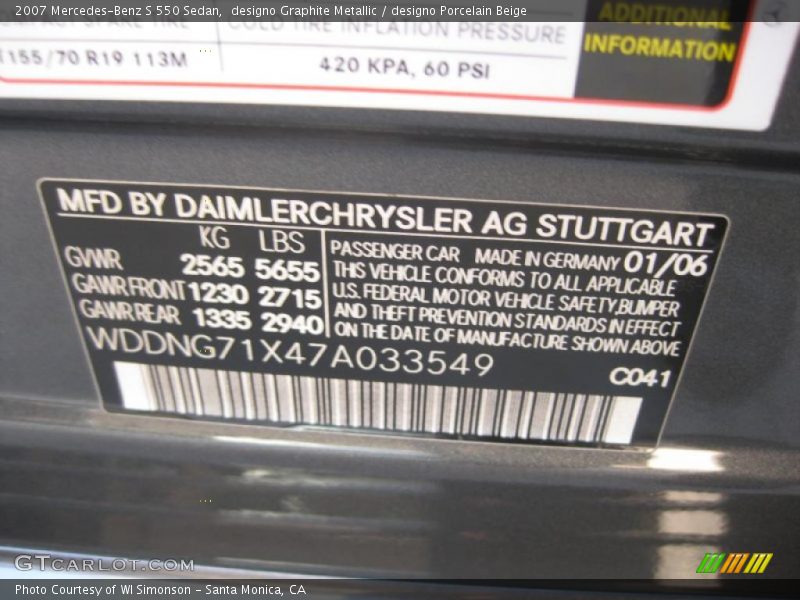 2007 Mercedes-Benz S 550 Sedan, designo Graphite Metallic / designo Porcelain Beige
COLD TIRE INFLATION PRESSURE
T155/70 R19 113M
420 KPA, 60 PSI
ADDITIONAL
INFORMATION
MFD BY DAIMLERCHRYSLER AG STUTTGART
KG LBS
GVWR 2565 5655
GAWR FRONT 1230 2715
GAWR REAR 1335 2940
PASSENGER CAR MADE IN GERMANY 01/06
THIS VEHICLE CONFORMS TO ALL APPLICABLE
U.S. FEDERAL MOTOR VEHICLE SAFETY, BUMPER
AND THEFT PREVENTION STANDARDS IN EFFECT
ON THE DATE OF MANUFACTURE SHOWN ABOVE
WDDNG71X47A033549
C041
GTCARLOT.COM
Photo Courtesy of WI Simonson - Santa Monica, CA